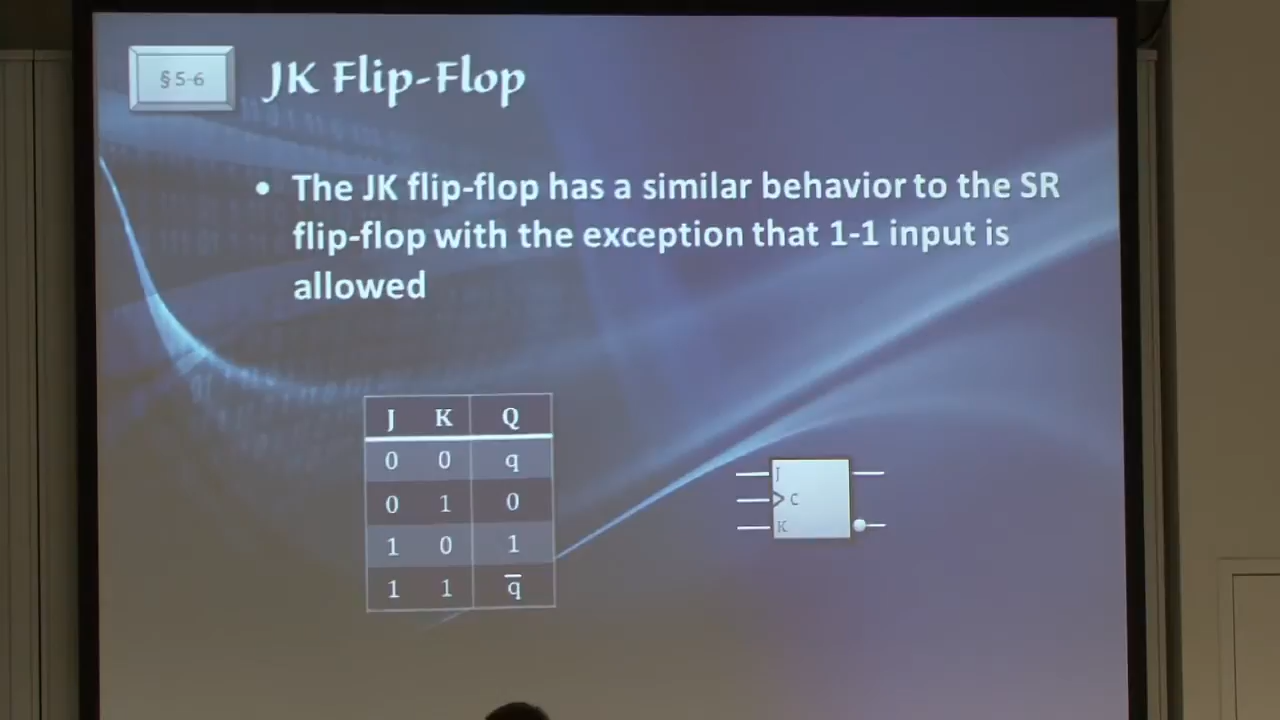 § 5-6
JK Flip-Flop
• The JK flip-flop has a similar behavior to the SR
flip-flop with the exception that 1-1 input is
allowed
J K Q
0 0 q
0 1 0
1 0 1
1 1 q̅
J
C
K